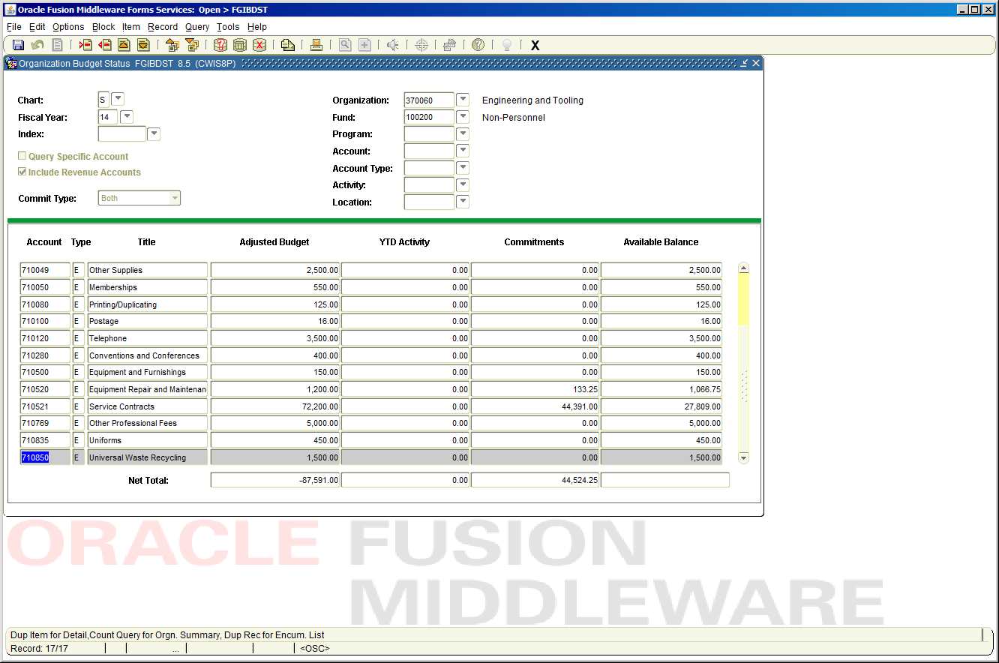 Oracle Fusion Middleware Forms Services: Open > FGIBDST
File Edit Options Block Item Record Query Tools Help
X
Organization Budget Status FGIBDST 8.5 (CWIS8P)
Chart: S Organization: 370060 Engineering and Tooling
Fiscal Year: 14 Fund: 100200 Non-Personnel
Index: Program:
Account:
Query Specific Account
Account Type:
Include Revenue Accounts
Activity:
Commit Type: Both Location:
Account Type Title Adjusted Budget YTD Activity Commitments Available Balance
710049 E Other Supplies 2,500.00 0.00 0.00 2,500.00
710050 E Memberships 550.00 0.00 0.00 550.00
710080 E Printing/Duplicating 125.00 0.00 0.00 125.00
710100 E Postage 16.00 0.00 0.00 16.00
710120 E Telephone 3,500.00 0.00 0.00 3,500.00
710280 E Conventions and Conferences 400.00 0.00 0.00 400.00
710500 E Equipment and Furnishings 150.00 0.00 0.00 150.00
710520 E Equipment Repair and Maintenan 1,200.00 0.00 133.25 1,066.75
710521 E Service Contracts 72,200.00 0.00 44,391.00 27,809.00
710769 E Other Professional Fees 5,000.00 0.00 0.00 5,000.00
710835 E Uniforms 450.00 0.00 0.00 450.00
710850 E Universal Waste Recycling 1,500.00 0.00 0.00 1,500.00
Net Total: -87,591.00 0.00 44,524.25
ORACLE FUSION
MIDDLEWARE
Dup Item for Detail,Count Query for Orgn. Summary, Dup Rec for Encum. List
Record: 17/17 ... <OSC>